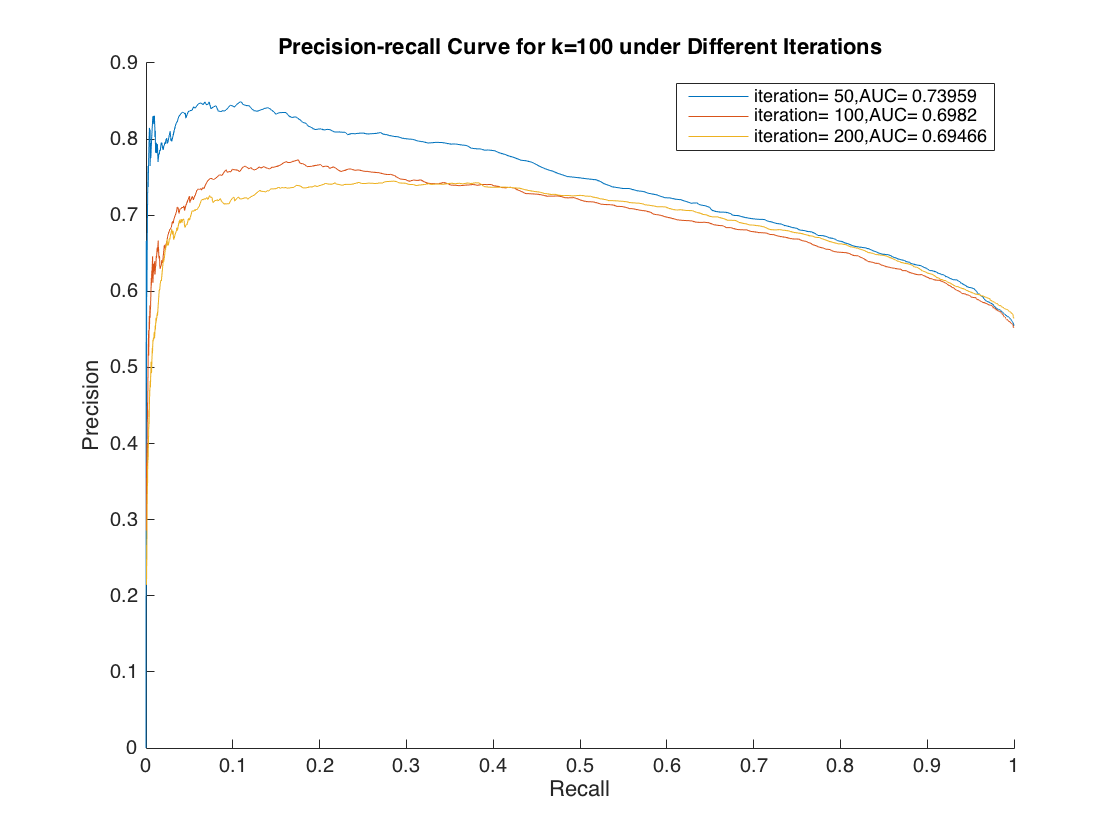 Precision-recall Curve for k=100 under Different Iterations
0.9
0.8
0.7
0.6
0.5
0.4
0.3
0.2
0.1
0
Precision
iteration= 50,AUC= 0.73959
iteration= 100,AUC= 0.6982
iteration= 200,AUC= 0.69466
0 0.1 0.2 0.3 0.4 0.5 0.6 0.7 0.8 0.9 1
Recall